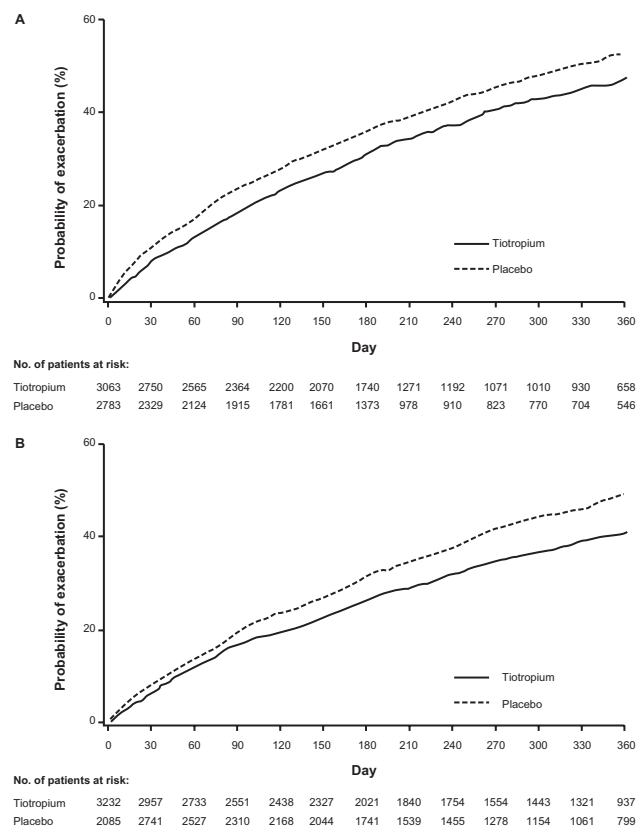 A
60
40
20
0
Probability of exacerbation (%)
Tiotropium
Placebo
0 30 60 90 120 150 180 210 240 270 300 330 360
Day
No. of patients at risk:
Tiotropium 3063 2750 2565 2364 2200 2070 1740 1271 1192 1071 1010 930 658
Placebo 2783 2329 2124 1915 1781 1661 1373 978 910 823 770 704 546
B
60
40
20
0
Probability of exacerbation (%)
Tiotropium
Placebo
0 30 60 90 120 150 180 210 240 270 300 330 360
Day
No. of patients at risk:
Tiotropium 3232 2957 2733 2551 2438 2327 2021 1840 1754 1554 1443 1321 937
Placebo 2085 2741 2527 2310 2168 2044 1741 1539 1455 1278 1154 1061 799